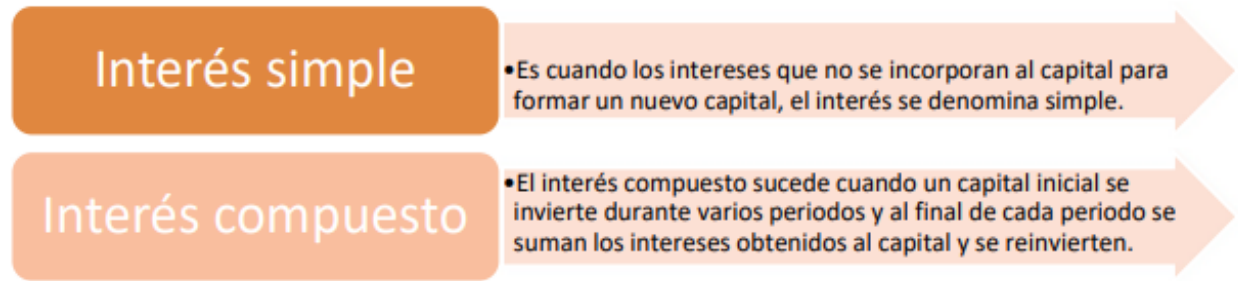 Interés simple
•Es cuando los intereses que no se incorporan al capital para
formar un nuevo capital, el interés se denomina simple.
Interés compuesto
•El interés compuesto sucede cuando un capital inicial se
invierte durante varios periodos y al final de cada periodo se
suman los intereses obtenidos al capital y se reinvierten.